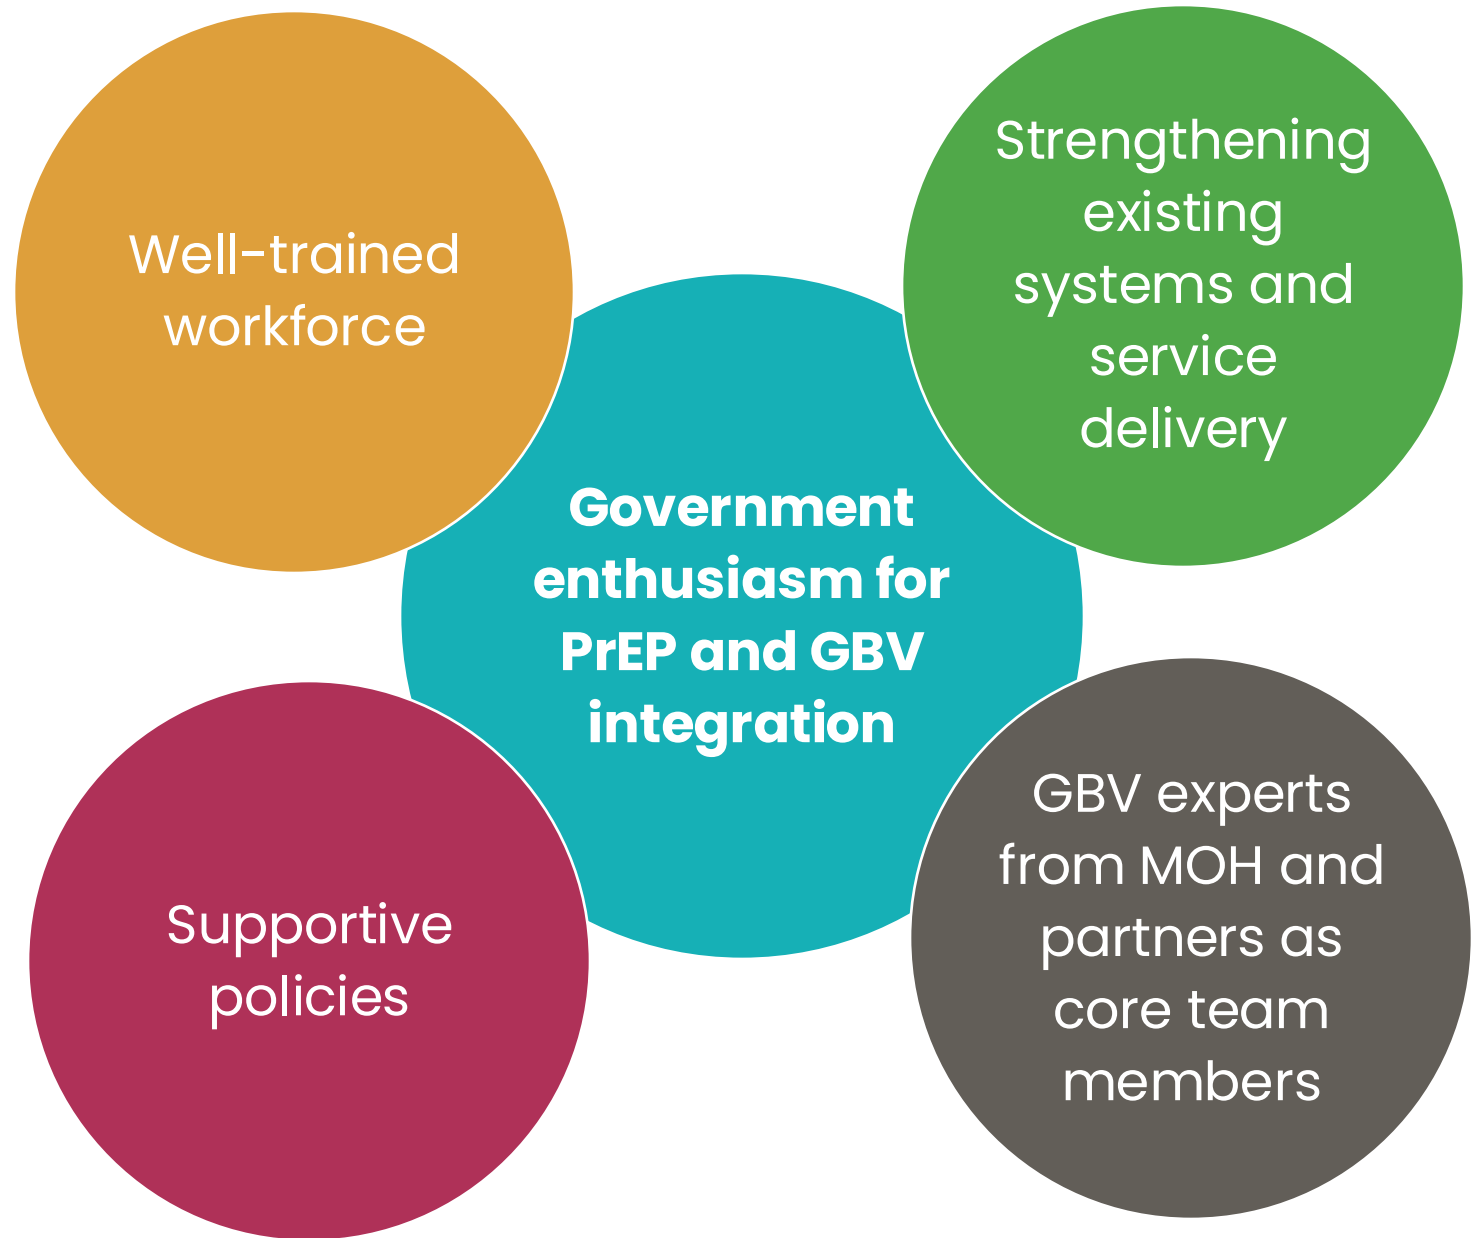 Well-trained
workforce
Strengthening
existing
systems and
service
delivery
Government
enthusiasm for
PrEP and GBV
integration
Supportive
policies
GBV experts
from MOH and
partners as
core team
members